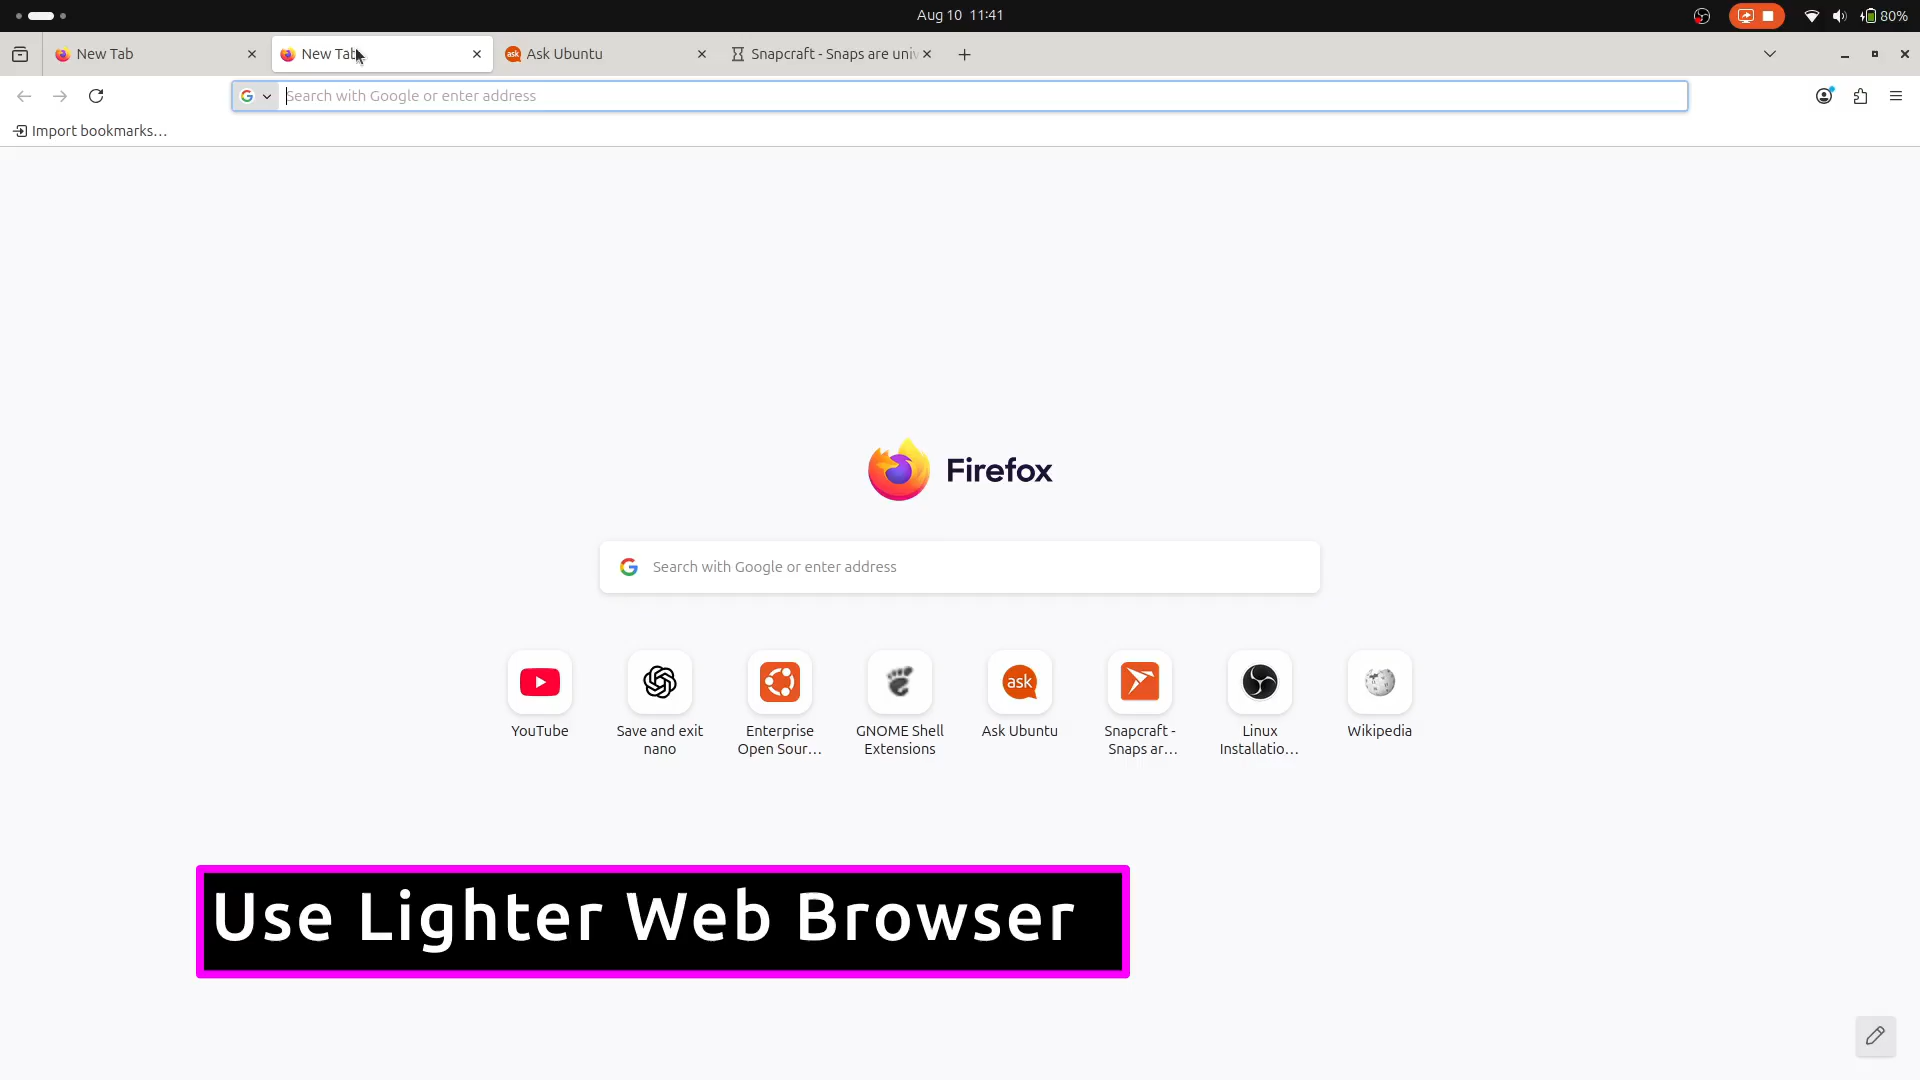 Aug 10 11:41
80%
New Tab
New Tab
Ask Ubuntu
Snapcraft - Snaps are univ
Search with Google or enter address
Import bookmarks…
Firefox
Search with Google or enter address
YouTube
Save and exit
nano
Enterprise
Open Sour…
GNOME Shell
Extensions
ask
Ask Ubuntu
Snapcraft -
Snaps ar…
Linux
Installatio…
Wikipedia
Use Lighter Web Browser